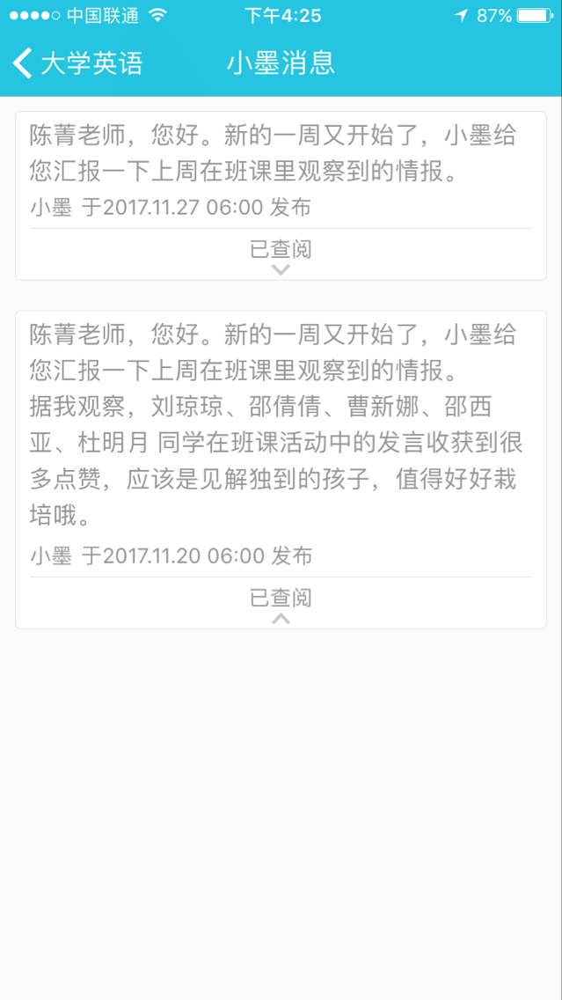 中国联通 下午4:25 87%
大学英语 小墨消息
陈菁老师，您好。新的一周又开始了，小墨给
您汇报一下上周在班课里观察到的情报。
小墨 于2017.11.27 06:00 发布
已查阅
陈菁老师，您好。新的一周又开始了，小墨给
您汇报一下上周在班课里观察到的情报。
据我观察，刘琼琼、邵倩倩、曹新娜、邵西
亚、杜明月 同学在班课活动中的发言收获到很
多点赞，应该是见解独到的孩子，值得好好栽
培哦。
小墨 于2017.11.20 06:00 发布
已查阅